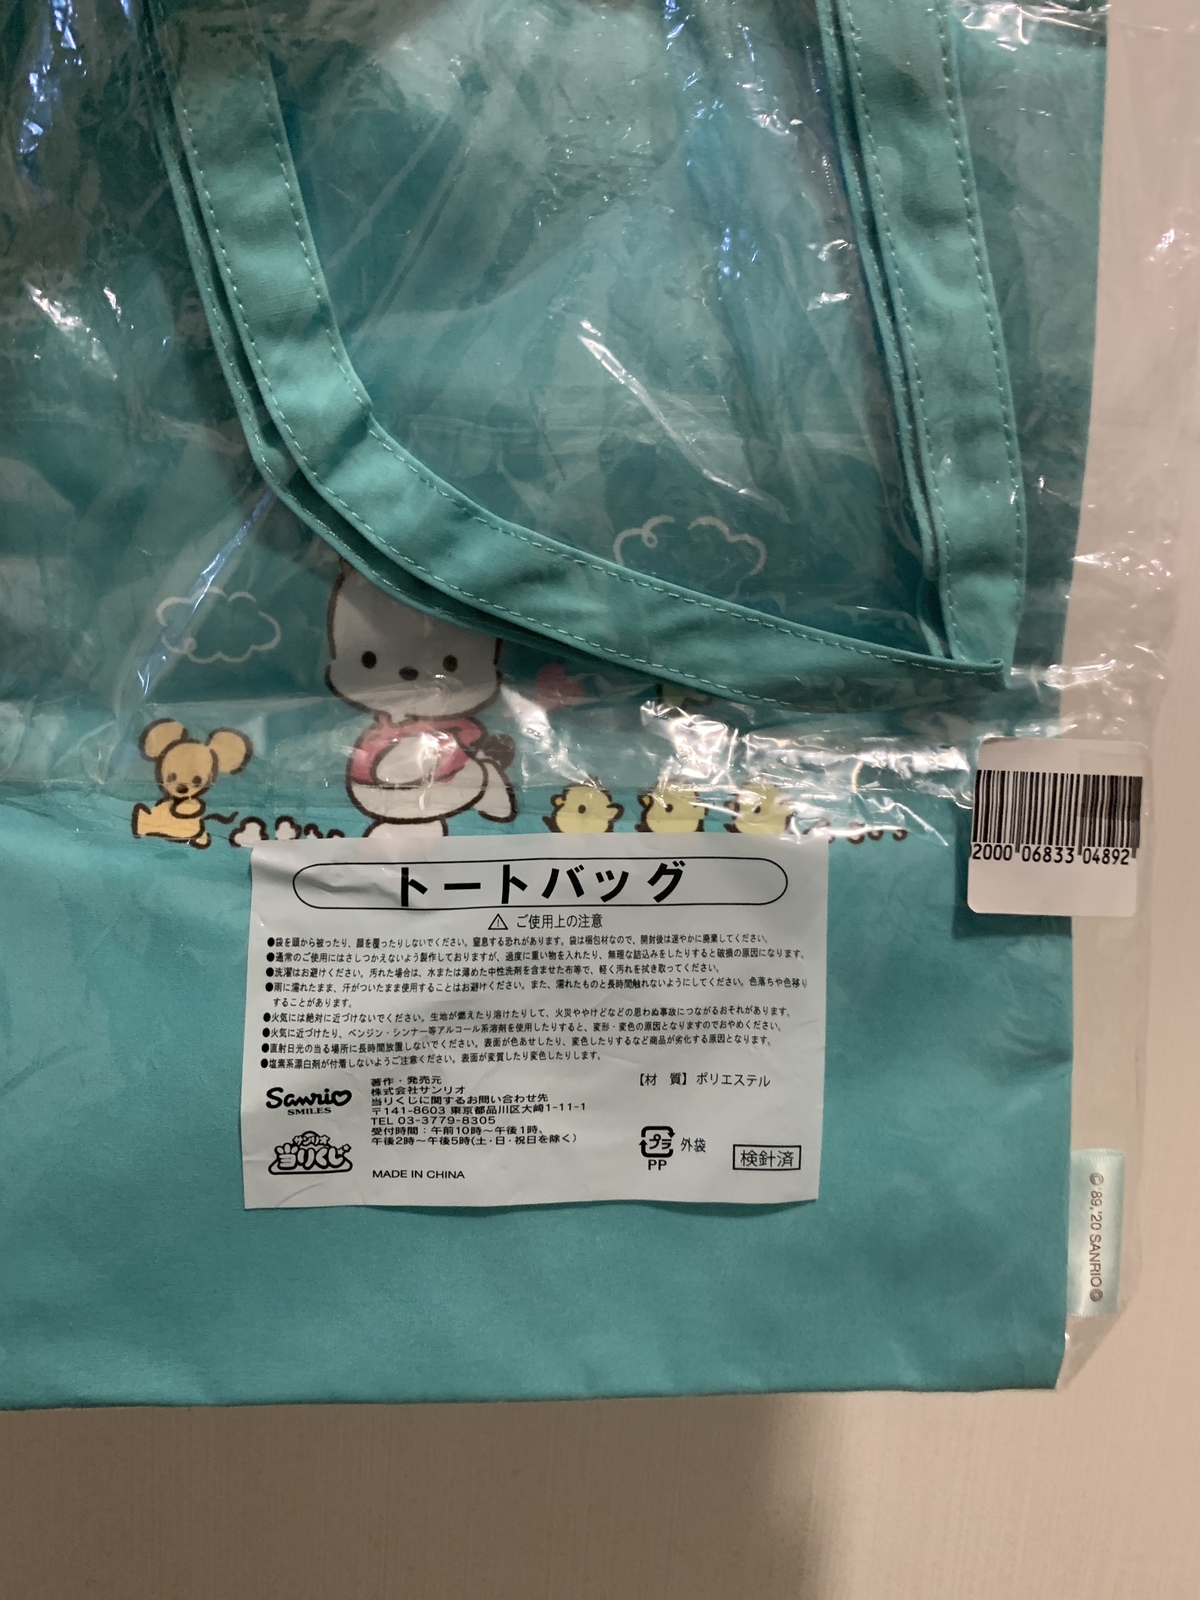 2000 06833 04892
トートバッグ
ご使用上の注意
●袋を頭から被ったり、顔を覆ったりしないでください。窒息する恐れがあります。袋は梱包材なので、開封後は速やかに廃棄してください。
●通常のご使用にはさしつかえないよう製作しておりますが、過度に重い物を入れたり、無理な詰込みをしたりすると破損の原因になります。
●洗濯はお避けください。汚れた場合は、水または薄めた中性洗剤を含ませた布等で、軽く汚れを拭き取ってください。
●雨に濡れたまま、汗がついたまま使用することはお避けください。また、濡れたものと長時間触れないようにしてください。色落ちや色移り
することがあります。
●火気には絶対に近づけないでください。生地が燃えたり溶けたりして、火災ややけどなどの思わぬ事故につながるおそれがあります。
●火気に近づけたり、ベンジン・シンナー等アルコール系溶剤を使用したりすると、変形・変色の原因となりますのでおやめください。
●直射日光の当る場所に長時間放置しないでください。表面が色あせしたり、変色したりするなど商品が劣化する原因となります。
●塩素系漂白剤が付着しないようご注意ください。表面が変質したり変色したりします。
Sanrio
SMILES
サンリオ
当りくじ
著作・発売元
株式会社サンリオ
当りくじに関するお問い合わせ先
〒141-8603 東京都品川区大崎1-11-1
TEL 03-3779-8305
受付時間：午前10時～午後1時、
午後2時～午後5時(土・日・祝日を除く)
MADE IN CHINA
【材 質】ポリエステル
プラ
PP
外袋
検針済
© '89,'20 SANRIO©